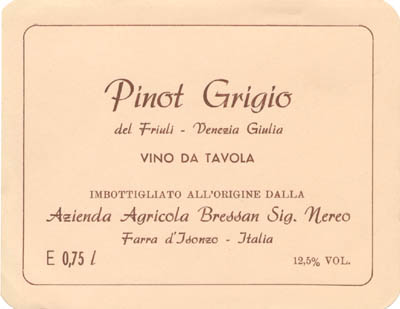 Pinot Grigio
del Friuli - Venezia Giulia
VINO DA TAVOLA
IMBOTTIGLIATO ALL'ORIGINE DALLA
Azienda Agricola Bressan Sig. Nereo
Farra d'Isonzo - Italia
E 0,75 l
12,5% VOL.